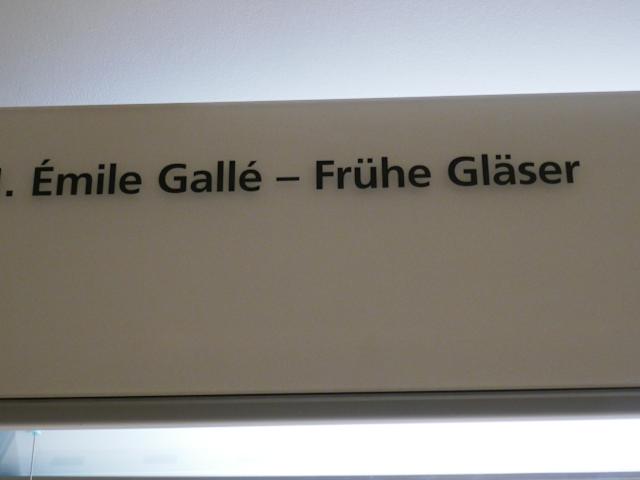 . Émile Gallé – Frühe Gläser